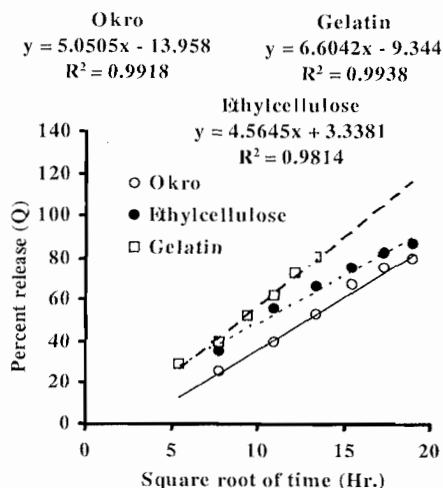 Okro
y = 5.0505x - 13.958
R² = 0.9918
Gelatin
y = 6.6042x - 9.344
R² = 0.9938
Ethylcellulose
y = 4.5645x + 3.3381
R² = 0.9814
Percent release (Q)
140
120
100
80
60
40
20
0
Okro
Ethylcellulose
Gelatin
0 5 10 15 20
Square root of time (Hr.)